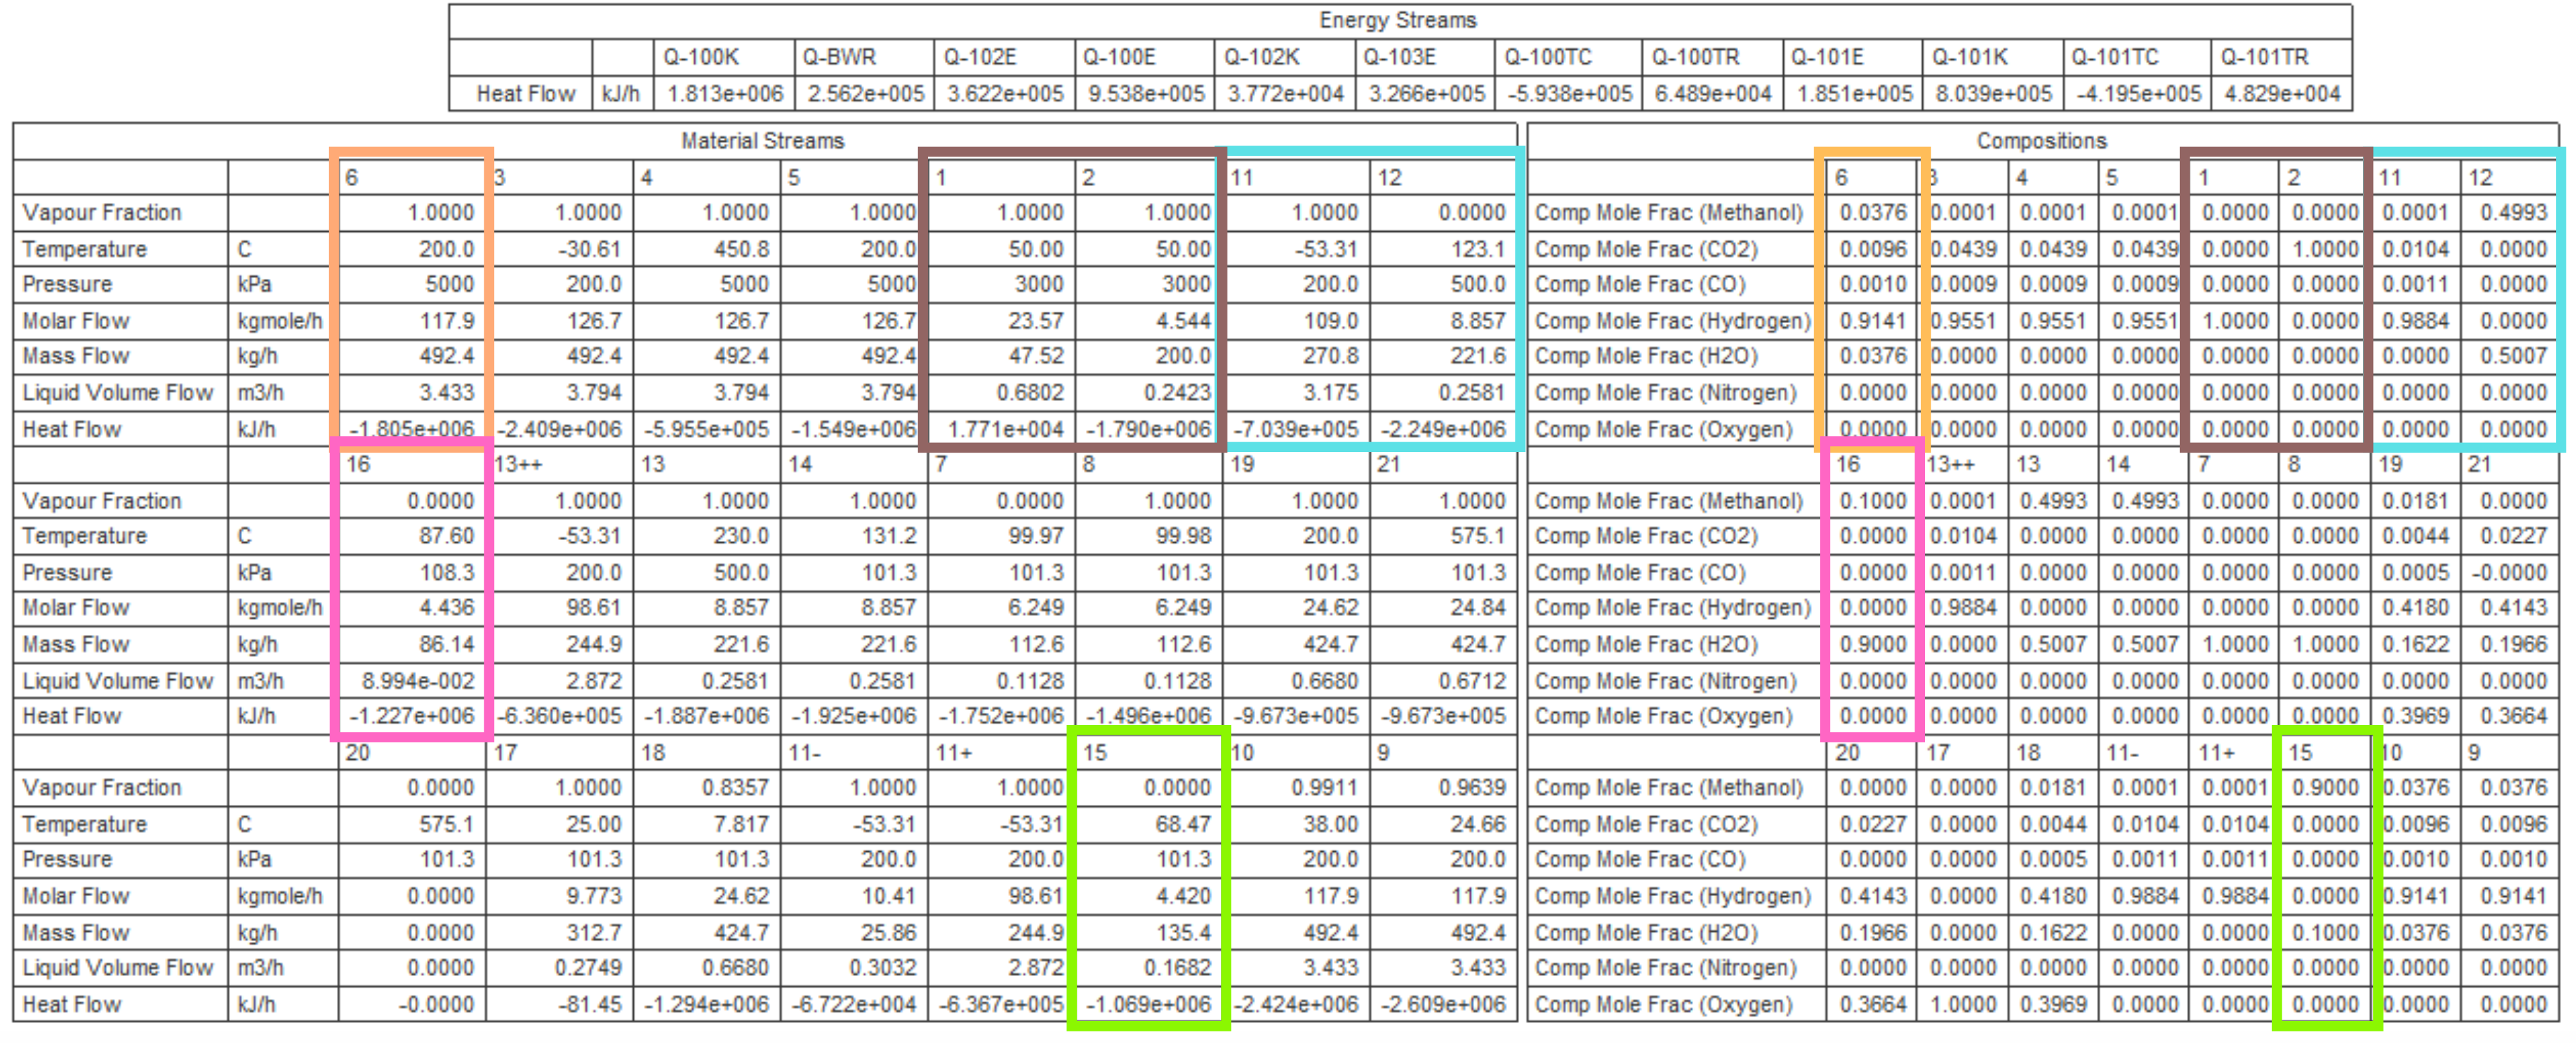 Energy Streams
Q-100K Q-BWR Q-102E Q-100E Q-102K Q-103E Q-100TC Q-100TR Q-101E Q-101K Q-101TC Q-101TR
Heat Flow kJ/h 1.813e+006 2.562e+005 3.622e+005 9.538e+005 3.772e+004 3.266e+005 -5.938e+005 6.489e+004 1.851e+005 8.039e+005 -4.195e+005 4.829e+004
Material Streams
6 3 4 5 1 2 11 12
Vapour Fraction 1.0000 1.0000 1.0000 1.0000 1.0000 1.0000 1.0000 0.0000
Temperature C 200.0 -30.61 450.8 200.0 50.00 50.00 -53.31 123.1
Pressure kPa 5000 200.0 5000 5000 3000 3000 200.0 500.0
Molar Flow kgmole/h 117.9 126.7 126.7 126.7 23.57 4.544 109.0 8.857
Mass Flow kg/h 492.4 492.4 492.4 492.4 47.52 200.0 270.8 221.6
Liquid Volume Flow m3/h 3.433 3.794 3.794 3.794 0.6802 0.2423 3.175 0.2581
Heat Flow kJ/h -1.805e+006 -2.409e+006 -5.955e+005 -1.549e+006 1.771e+004 -1.790e+006 -7.039e+005 -2.249e+006
16 13++ 13 14 7 8 19 21
Vapour Fraction 0.0000 1.0000 1.0000 1.0000 0.0000 1.0000 1.0000 1.0000
Temperature C 87.60 -53.31 230.0 131.2 99.97 99.98 200.0 575.1
Pressure kPa 108.3 200.0 500.0 101.3 101.3 101.3 101.3 101.3
Molar Flow kgmole/h 4.436 98.61 8.857 8.857 6.249 6.249 24.62 24.84
Mass Flow kg/h 86.14 244.9 221.6 221.6 112.6 112.6 424.7 424.7
Liquid Volume Flow m3/h 8.994e-002 2.872 0.2581 0.2581 0.1128 0.1128 0.6680 0.6712
Heat Flow kJ/h -1.227e+006 -6.360e+005 -1.887e+006 -1.925e+006 -1.752e+006 -1.496e+006 -9.673e+005 -9.673e+005
20 17 18 11- 11+ 15 10 9
Vapour Fraction 0.0000 1.0000 0.8357 1.0000 1.0000 0.0000 0.9911 0.9639
Temperature C 575.1 25.00 7.817 -53.31 -53.31 68.47 38.00 24.66
Pressure kPa 101.3 101.3 101.3 200.0 200.0 101.3 200.0 200.0
Molar Flow kgmole/h 0.0000 9.773 24.62 10.41 98.61 4.420 117.9 117.9
Mass Flow kg/h 0.0000 312.7 424.7 25.86 244.9 135.4 492.4 492.4
Liquid Volume Flow m3/h 0.0000 0.2749 0.6680 0.3032 2.872 0.1682 3.433 3.433
Heat Flow kJ/h -0.0000 -81.45 -1.294e+006 -6.722e+004 -6.367e+005 -1.069e+006 -2.424e+006 -2.609e+006
Compositions
6 3 4 5 1 2 11 12
Comp Mole Frac (Methanol) 0.0376 0.0001 0.0001 0.0001 0.0000 0.0000 0.0001 0.4993
Comp Mole Frac (CO2) 0.0096 0.0439 0.0439 0.0439 0.0000 1.0000 0.0104 0.0000
Comp Mole Frac (CO) 0.0010 0.0009 0.0009 0.0009 0.0000 0.0000 0.0011 0.0000
Comp Mole Frac (Hydrogen) 0.9141 0.9551 0.9551 0.9551 1.0000 0.0000 0.9884 0.0000
Comp Mole Frac (H2O) 0.0376 0.0000 0.0000 0.0000 0.0000 0.0000 0.0000 0.5007
Comp Mole Frac (Nitrogen) 0.0000 0.0000 0.0000 0.0000 0.0000 0.0000 0.0000 0.0000
Comp Mole Frac (Oxygen) 0.0000 0.0000 0.0000 0.0000 0.0000 0.0000 0.0000 0.0000
16 13++ 13 14 7 8 19 21
Comp Mole Frac (Methanol) 0.1000 0.0001 0.4993 0.4993 0.0000 0.0000 0.0181 0.0000
Comp Mole Frac (CO2) 0.0000 0.0104 0.0000 0.0000 0.0000 0.0000 0.0044 0.0227
Comp Mole Frac (CO) 0.0000 0.0011 0.0000 0.0000 0.0000 0.0000 0.0005 -0.0000
Comp Mole Frac (Hydrogen) 0.0000 0.9884 0.0000 0.0000 0.0000 0.0000 0.4180 0.4143
Comp Mole Frac (H2O) 0.9000 0.0000 0.5007 0.5007 1.0000 1.0000 0.1622 0.1966
Comp Mole Frac (Nitrogen) 0.0000 0.0000 0.0000 0.0000 0.0000 0.0000 0.0000 0.0000
Comp Mole Frac (Oxygen) 0.0000 0.0000 0.0000 0.0000 0.0000 0.0000 0.3969 0.3664
20 17 18 11- 11+ 15 10 9
Comp Mole Frac (Methanol) 0.0000 0.0000 0.0181 0.0001 0.0001 0.9000 0.0376 0.0376
Comp Mole Frac (CO2) 0.0227 0.0000 0.0044 0.0104 0.0104 0.0000 0.0096 0.0096
Comp Mole Frac (CO) 0.0000 0.0000 0.0005 0.0011 0.0011 0.0000 0.0010 0.0010
Comp Mole Frac (Hydrogen) 0.4143 0.0000 0.4180 0.9884 0.9884 0.0000 0.9141 0.9141
Comp Mole Frac (H2O) 0.1966 0.0000 0.1622 0.0000 0.0000 0.1000 0.0376 0.0376
Comp Mole Frac (Nitrogen) 0.0000 0.0000 0.0000 0.0000 0.0000 0.0000 0.0000 0.0000
Comp Mole Frac (Oxygen) 0.3664 1.0000 0.3969 0.0000 0.0000 0.0000 0.0000 0.0000